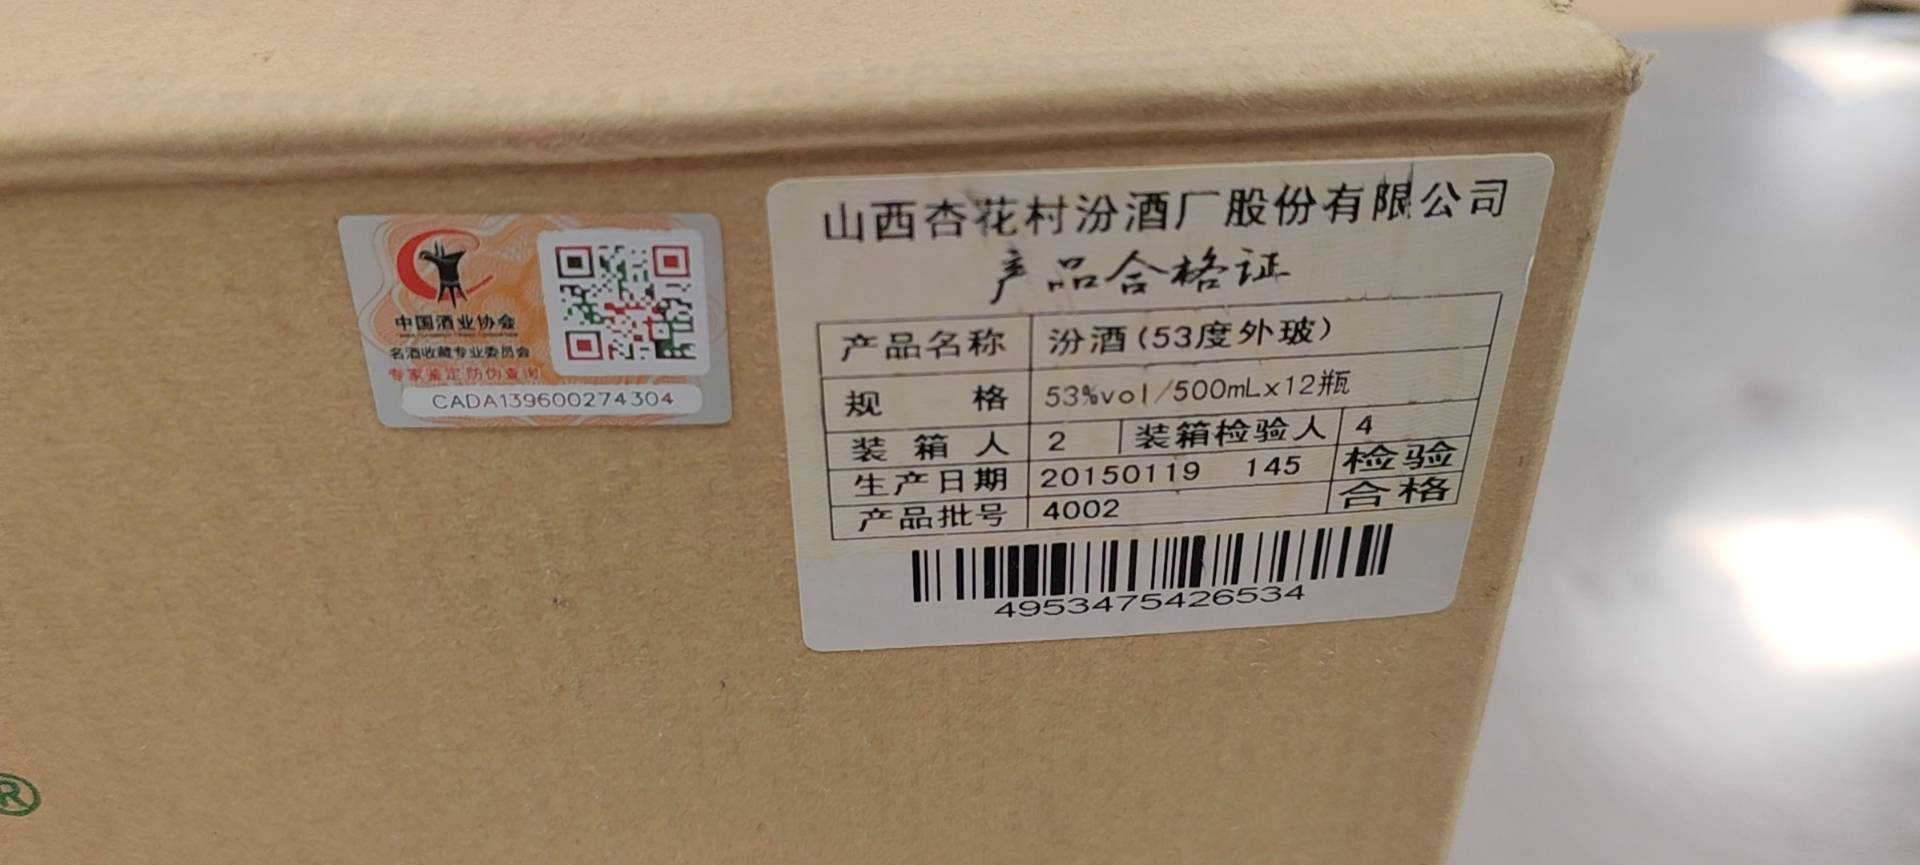 中国酒业协会
名酒收藏专业委员会
专家鉴定 防伪查询
CADA139600274304
山西杏花村汾酒厂股份有限公司
产品合格证
产品名称 汾酒(53度外玻)
规 格 53%vol/500mL×12瓶
装 箱 人 2 装箱检验人 4
生产日期 20150119 145 检验
产品批号 4002 合格
4953475426534
®